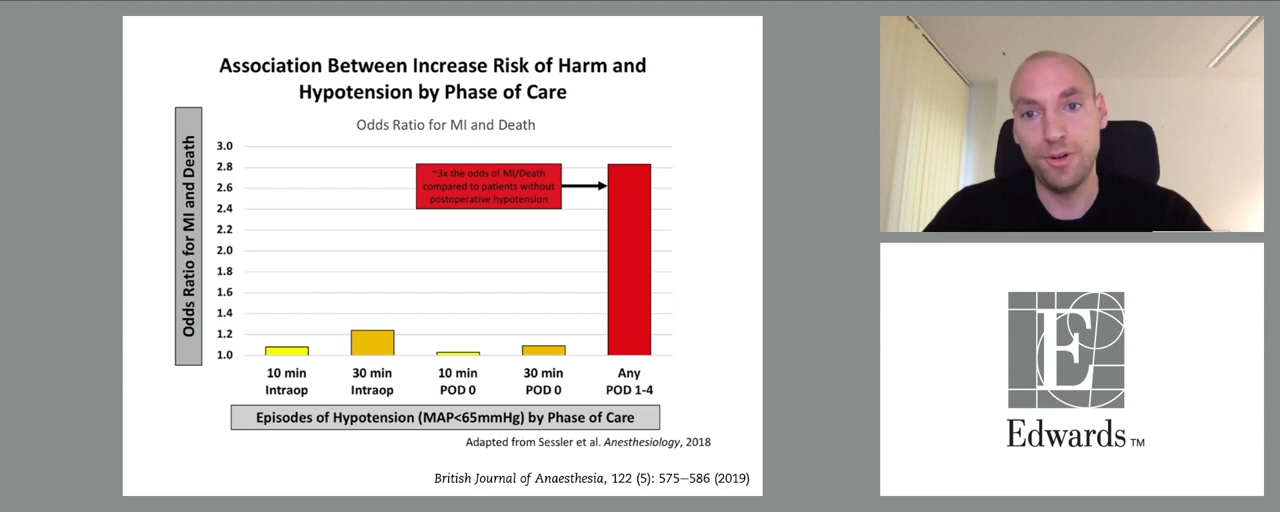 Association Between Increase Risk of Harm and
Hypotension by Phase of Care
Odds Ratio for MI and Death
Odds Ratio for MI and Death
3.0
2.8
2.6
2.4
2.2
2.0
1.8
1.6
1.4
1.2
1.0
~3x the odds of MI/Death
compared to patients without
postoperative hypotension
10 min
Intraop
30 min
Intraop
10 min
POD 0
30 min
POD 0
Any
POD 1-4
Episodes of Hypotension (MAP<65mmHg) by Phase of Care
Adapted from Sessler et al. Anesthesiology, 2018
British Journal of Anaesthesia, 122 (5): 575–586 (2019)
E
Edwards TM